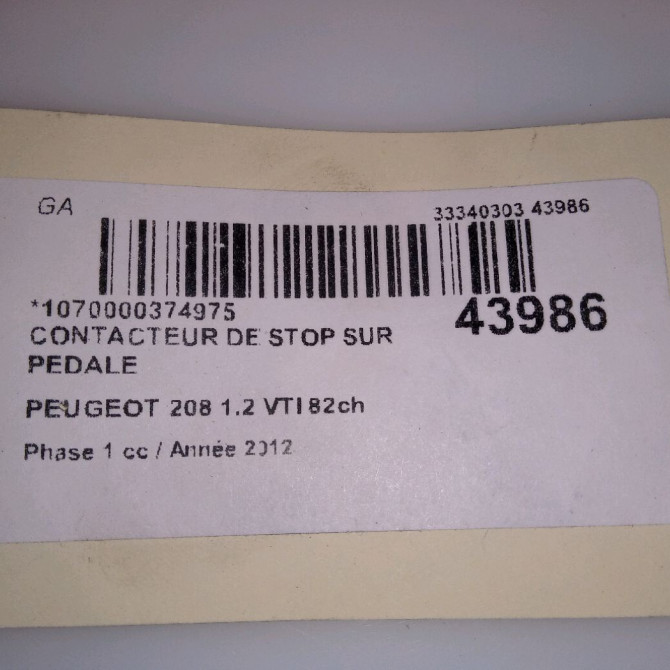 GA
33340303 43986
*1070000374975
43986
CONTACTEUR DE STOP SUR
PEDALE
PEUGEOT 208 1.2 VTI 82ch
Phase 1 cc / Année 2012